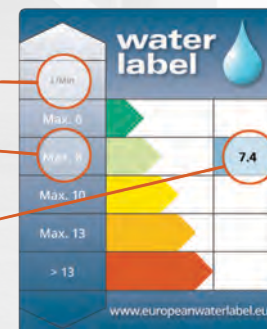 water
label
L/Min
Max. 6
Max. 8
7.4
Max. 10
Max. 13
> 13
www.europeanwaterlabel.eu